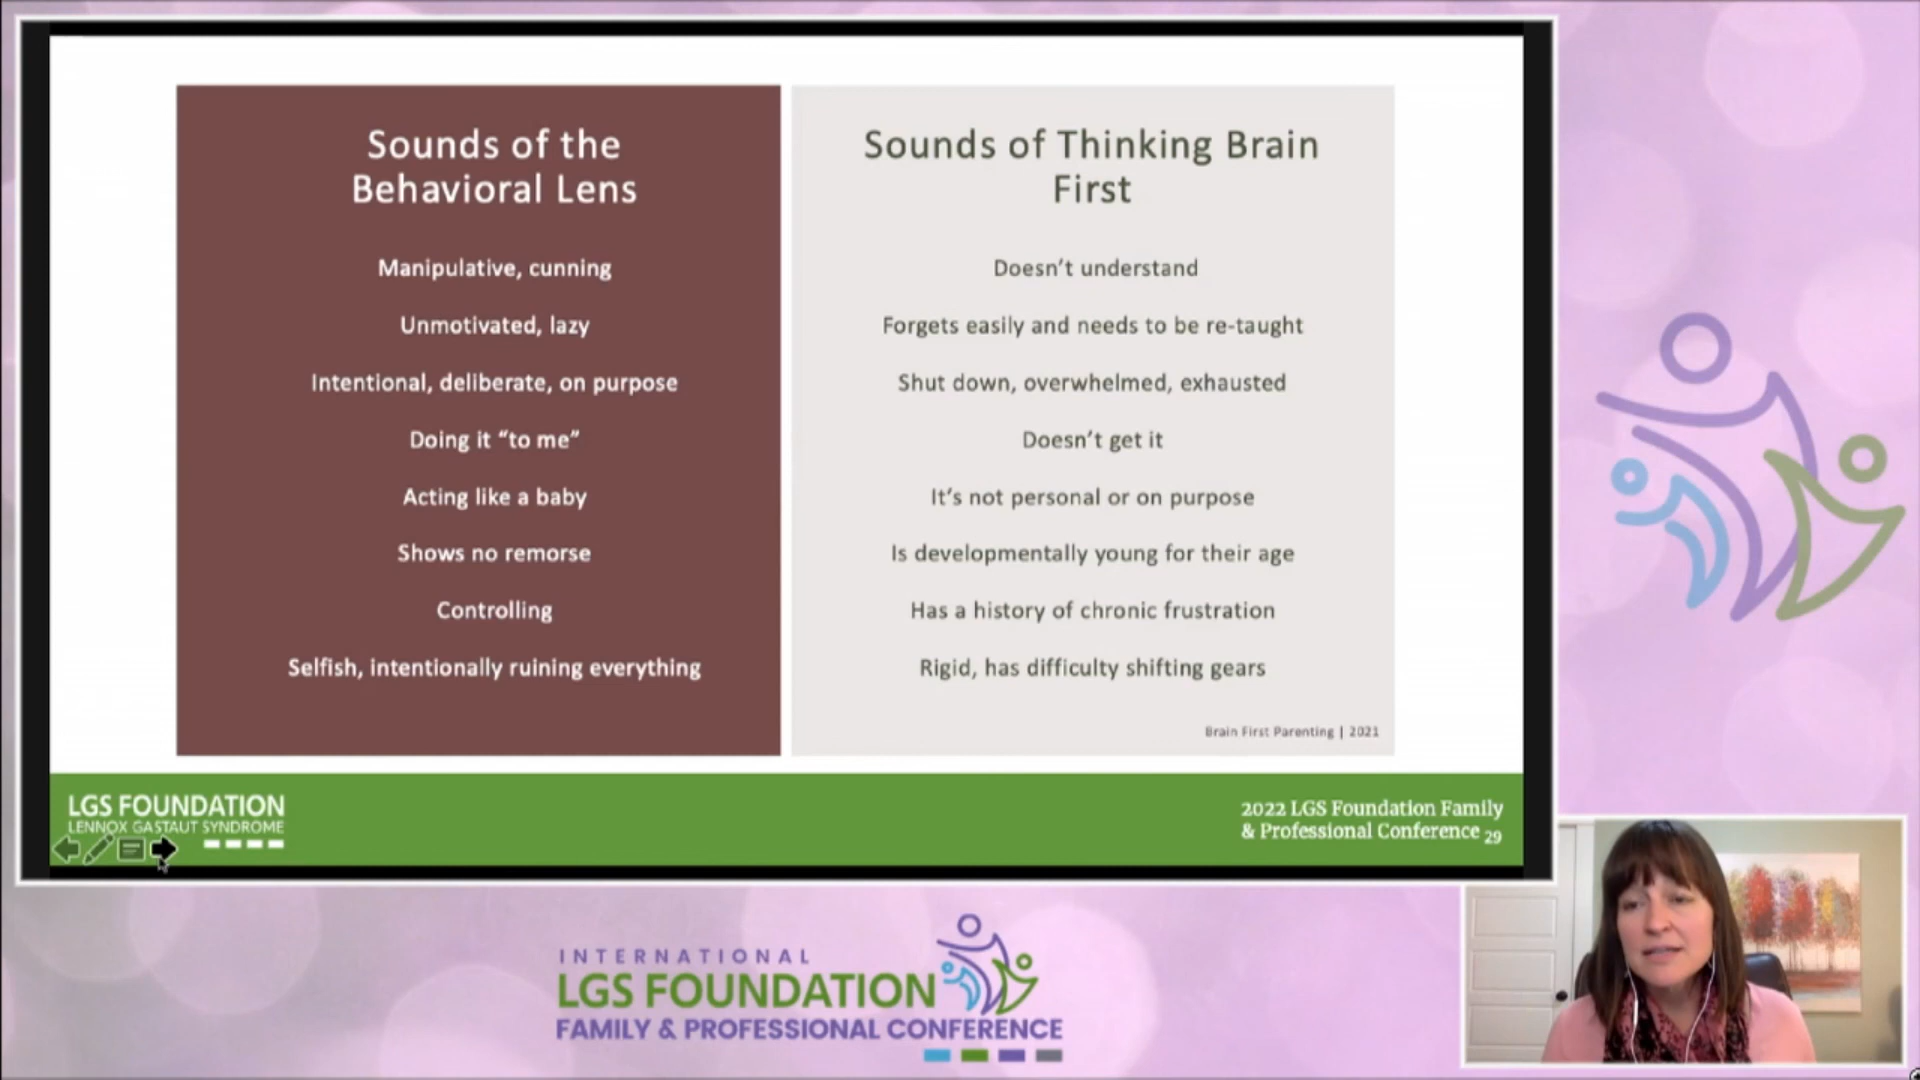 Sounds of the
Behavioral Lens
Manipulative, cunning
Unmotivated, lazy
Intentional, deliberate, on purpose
Doing it “to me”
Acting like a baby
Shows no remorse
Controlling
Selfish, intentionally ruining everything
Sounds of Thinking Brain
First
Doesn’t understand
Forgets easily and needs to be re-taught
Shut down, overwhelmed, exhausted
Doesn’t get it
It’s not personal or on purpose
Is developmentally young for their age
Has a history of chronic frustration
Rigid, has difficulty shifting gears
Brain First Parenting | 2021
LGS FOUNDATION
LENNOX GASTAUT SYNDROME
2022 LGS Foundation Family
& Professional Conference 29
INTERNATIONAL
LGS FOUNDATION
FAMILY & PROFESSIONAL CONFERENCE